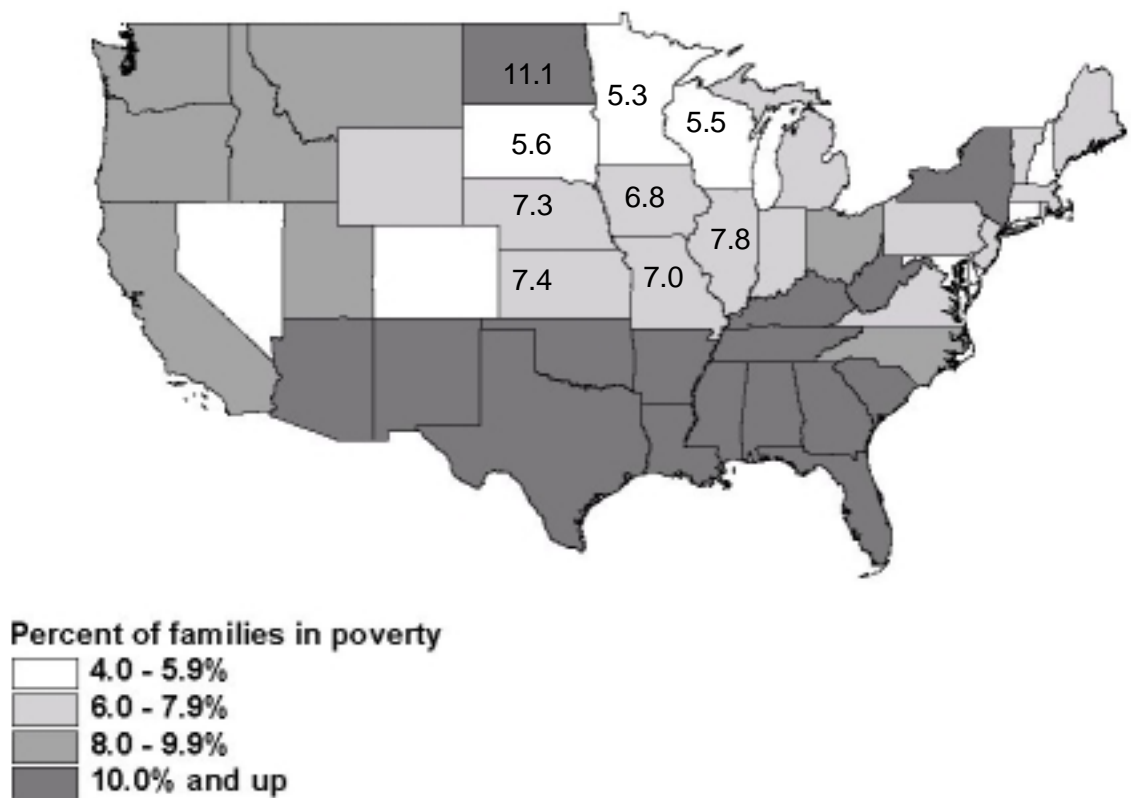 11.1
5.3
5.5
5.6
6.8
7.3
7.8
7.4
7.0
Percent of families in poverty
4.0 - 5.9%
6.0 - 7.9%
8.0 - 9.9%
10.0% and up